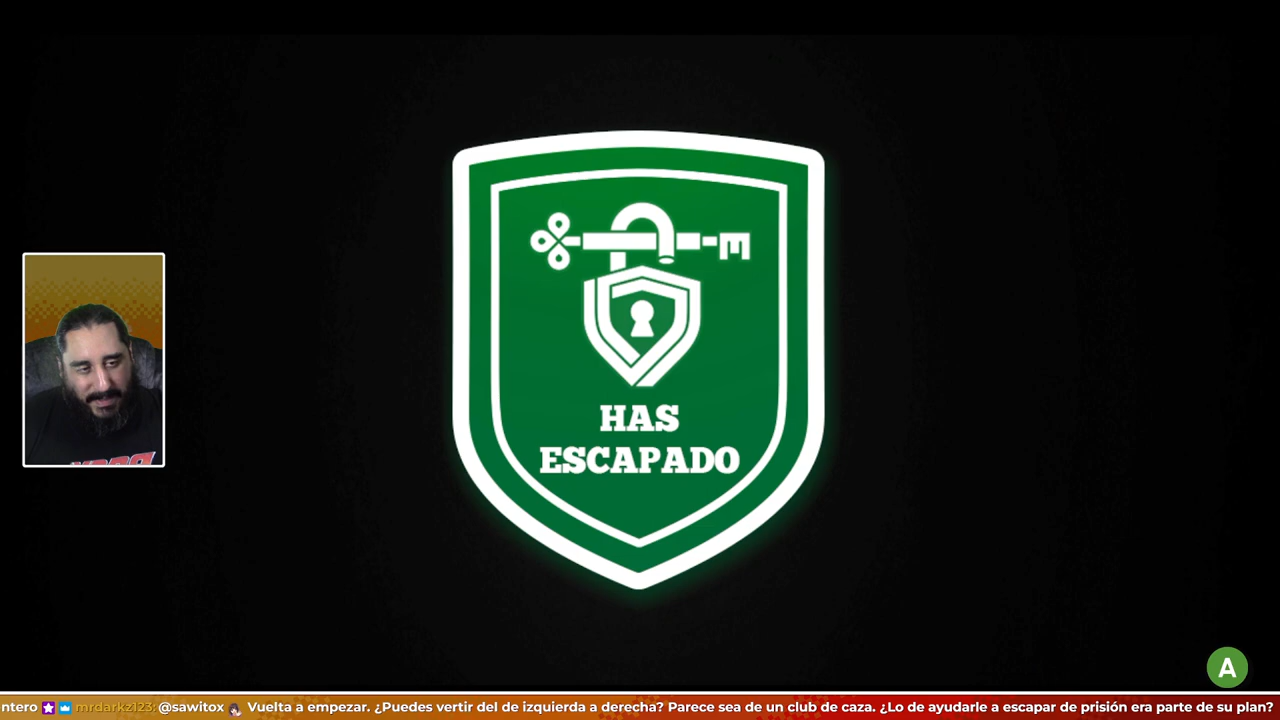 HAS
ESCAPADO
A
ntero mrdarkz123: @sawitox Vuelta a empezar. ¿Puedes vertir del de izquierda a derecha? Parece sea de un club de caza. ¿Lo de ayudarle a escapar de prisión era parte de su plan?